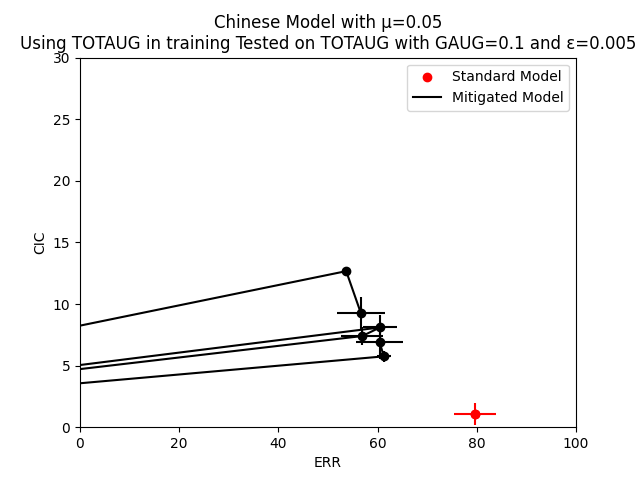 Chinese Model with μ=0.05
Using TOTAUG in training Tested on TOTAUG with GAUG=0.1 and ε=0.005
Standard Model
Mitigated Model
30
25
20
15
10
5
0
CIC
0 20 40 60 80 100
ERR